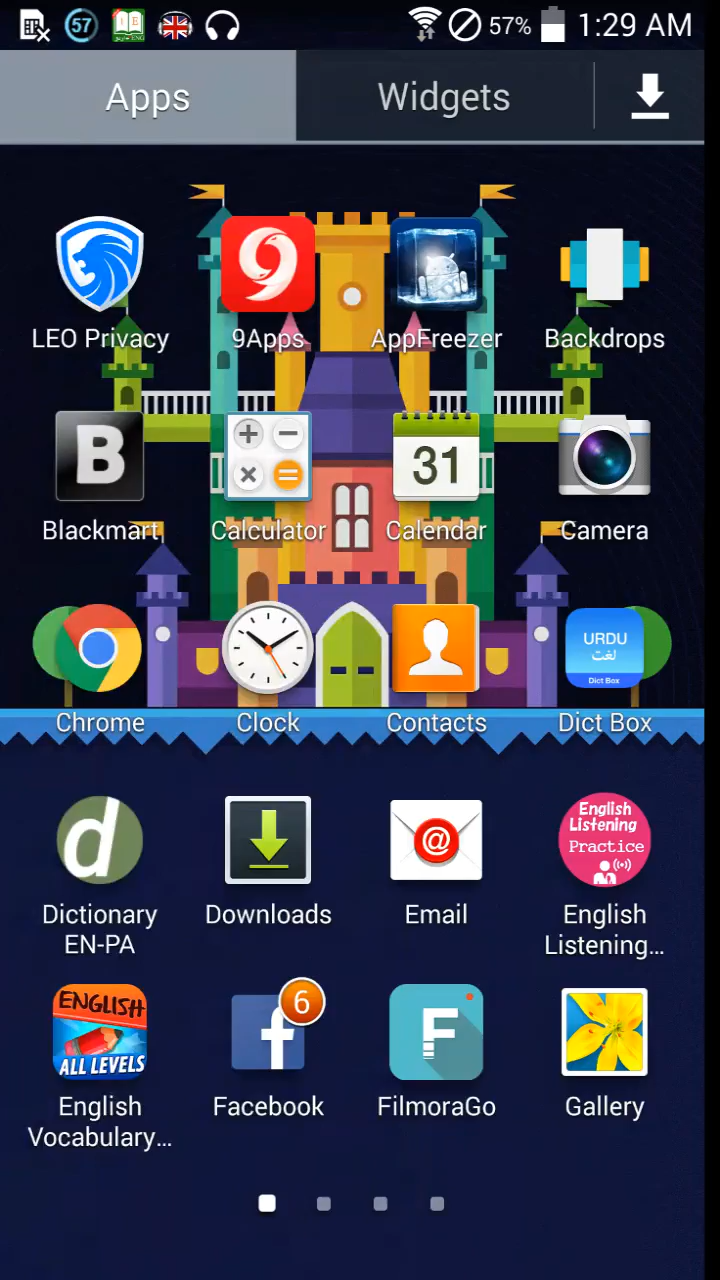 57
57%
1:29 AM
Apps
Widgets
LEO Privacy
9Apps
AppFreezer
Backdrops
B
31
Blackmart
Calculator
Calendar
Camera
URDU
لغت
Dict Box
Chrome
Clock
Contacts
Dict Box
d
@
English
Listening
Practice
Dictionary
EN-PA
Downloads
Email
English
Listening...
ENGLISH
ALL LEVELS
f
6
F
English
Vocabulary...
Facebook
FilmoraGo
Gallery